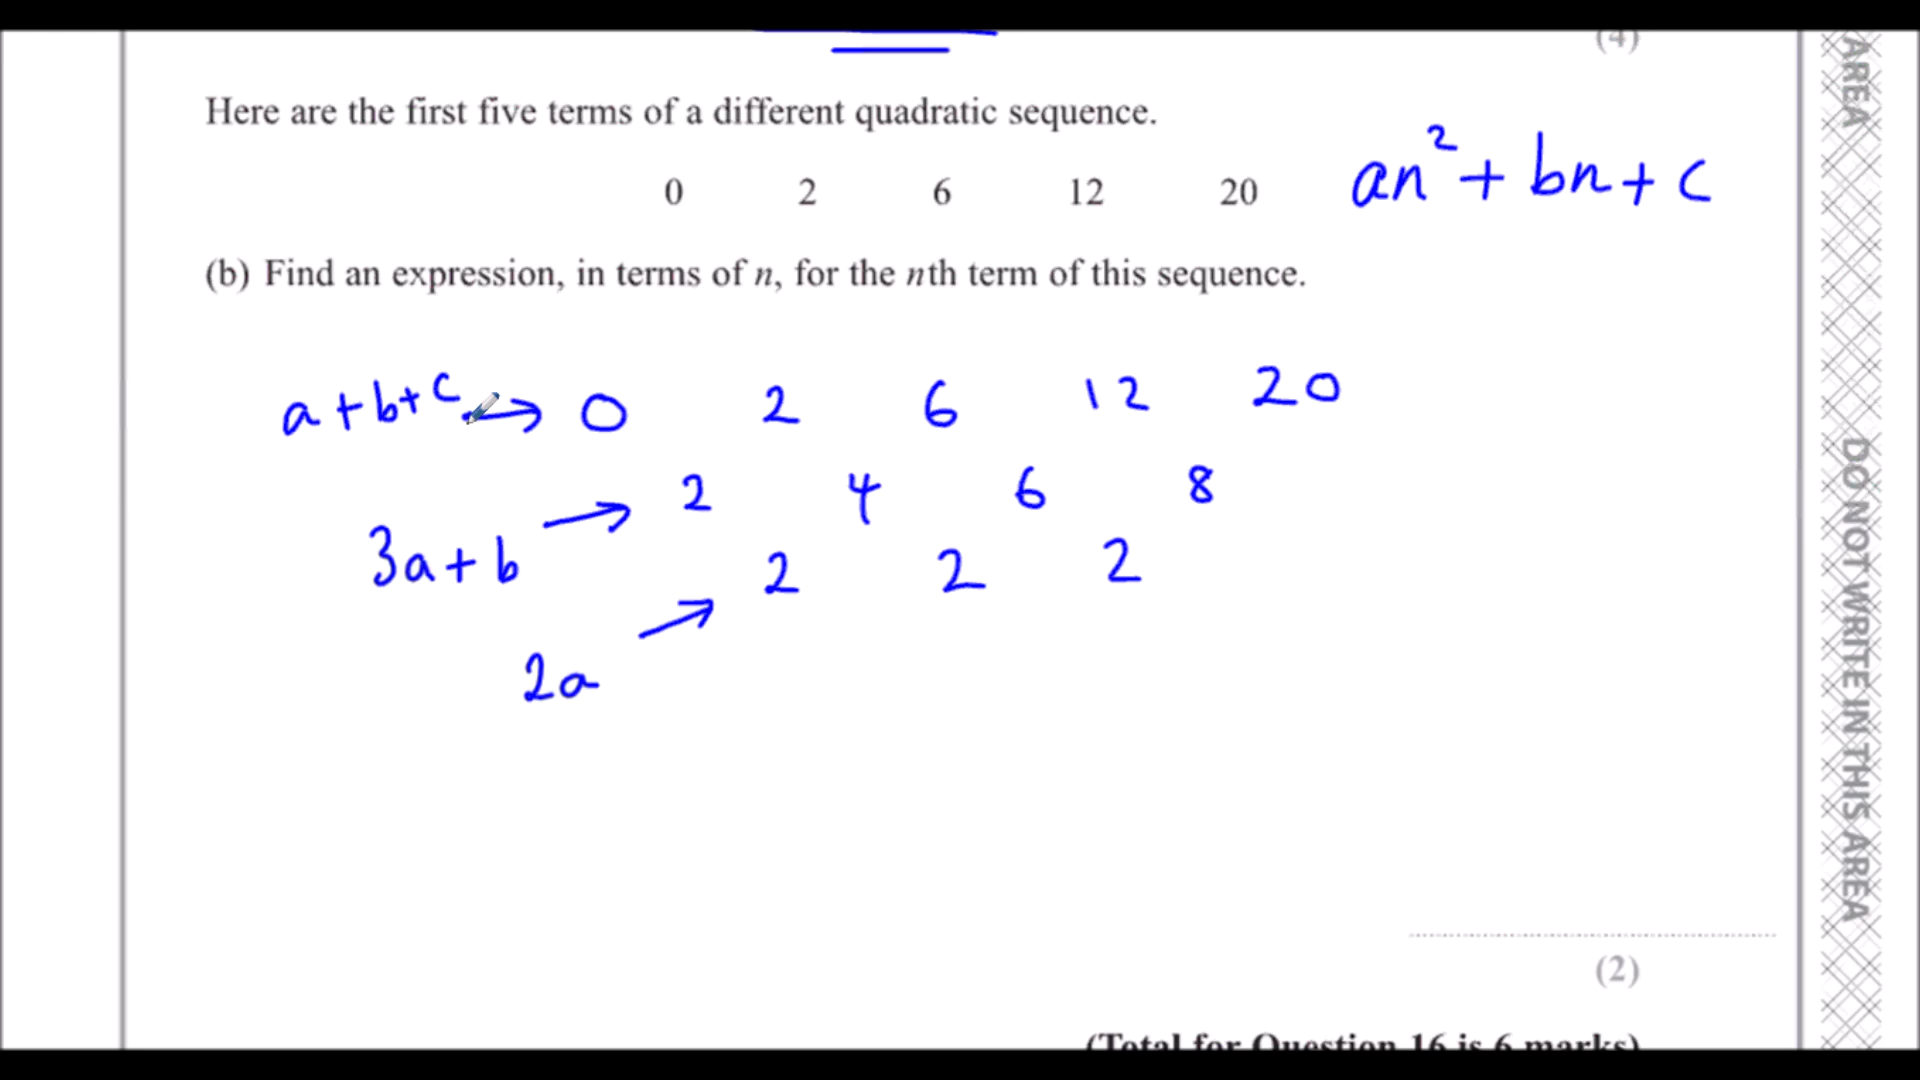 (4)
Here are the first five terms of a different quadratic sequence.
0 2 6 12 20
an² + bn + c
(b) Find an expression, in terms of n, for the nth term of this sequence.
a + b + c → 0 2 6 12 20
2 4 6 8
3a + b →
2 2 2
2a →
(2)
(Total for Question 16 is 6 marks)
AREA
DO NOT WRITE IN THIS AREA